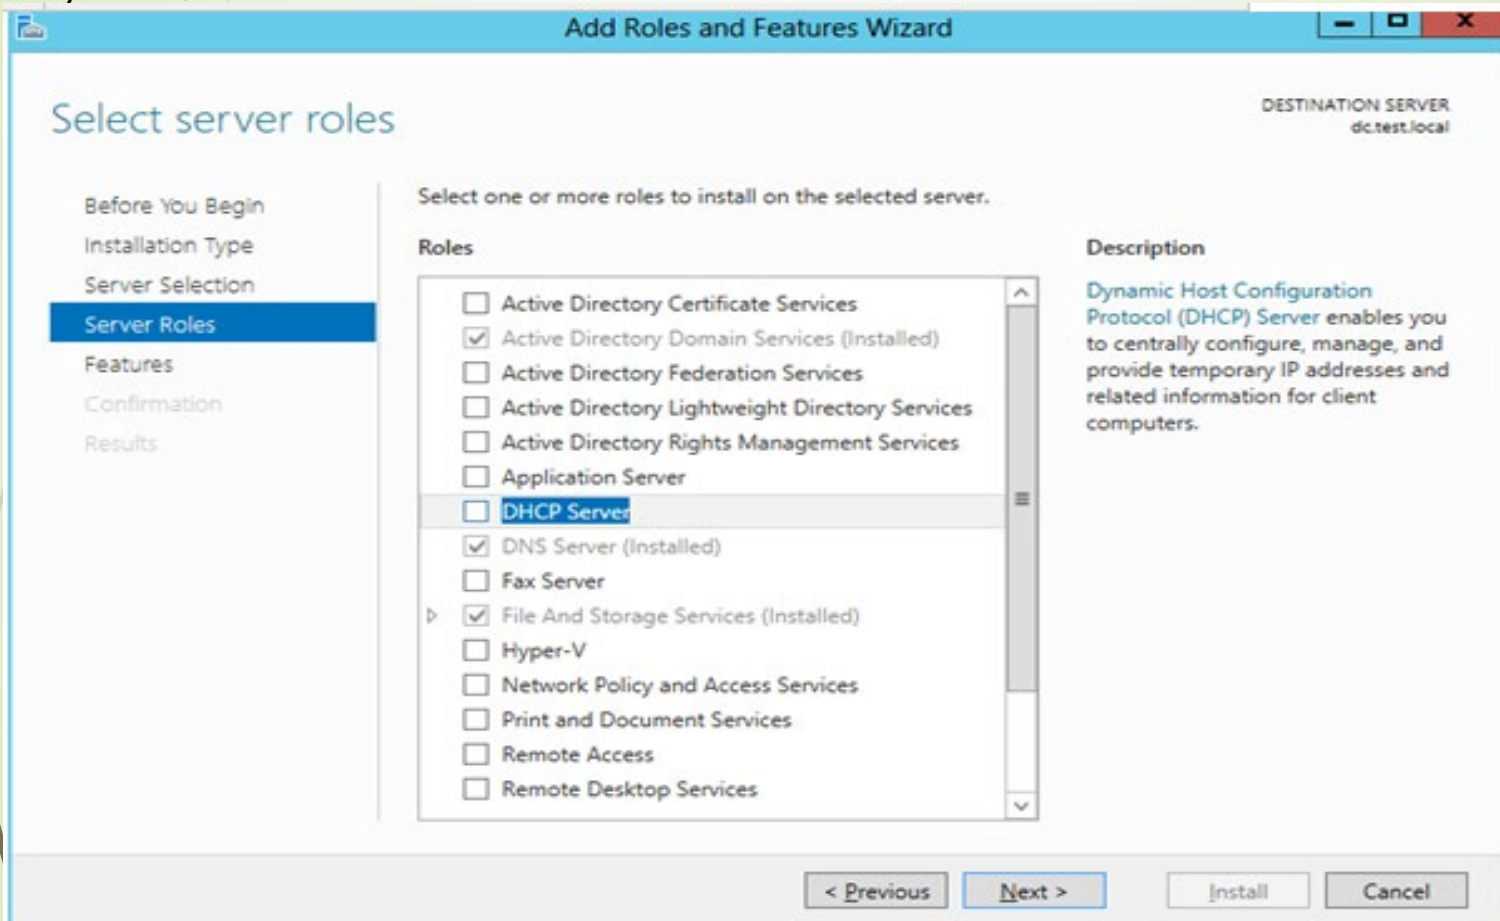 Add Roles and Features Wizard
Select server roles
DESTINATION SERVER
dc.test.local
Before You Begin
Installation Type
Server Selection
Server Roles
Features
Confirmation
Results
Select one or more roles to install on the selected server.
Roles
Active Directory Certificate Services
Active Directory Domain Services (Installed)
Active Directory Federation Services
Active Directory Lightweight Directory Services
Active Directory Rights Management Services
Application Server
DHCP Server
DNS Server (Installed)
Fax Server
File And Storage Services (Installed)
Hyper-V
Network Policy and Access Services
Print and Document Services
Remote Access
Remote Desktop Services
Description
Dynamic Host Configuration
Protocol (DHCP) Server enables you
to centrally configure, manage, and
provide temporary IP addresses and
related information for client
computers.
< Previous
Next >
Install
Cancel